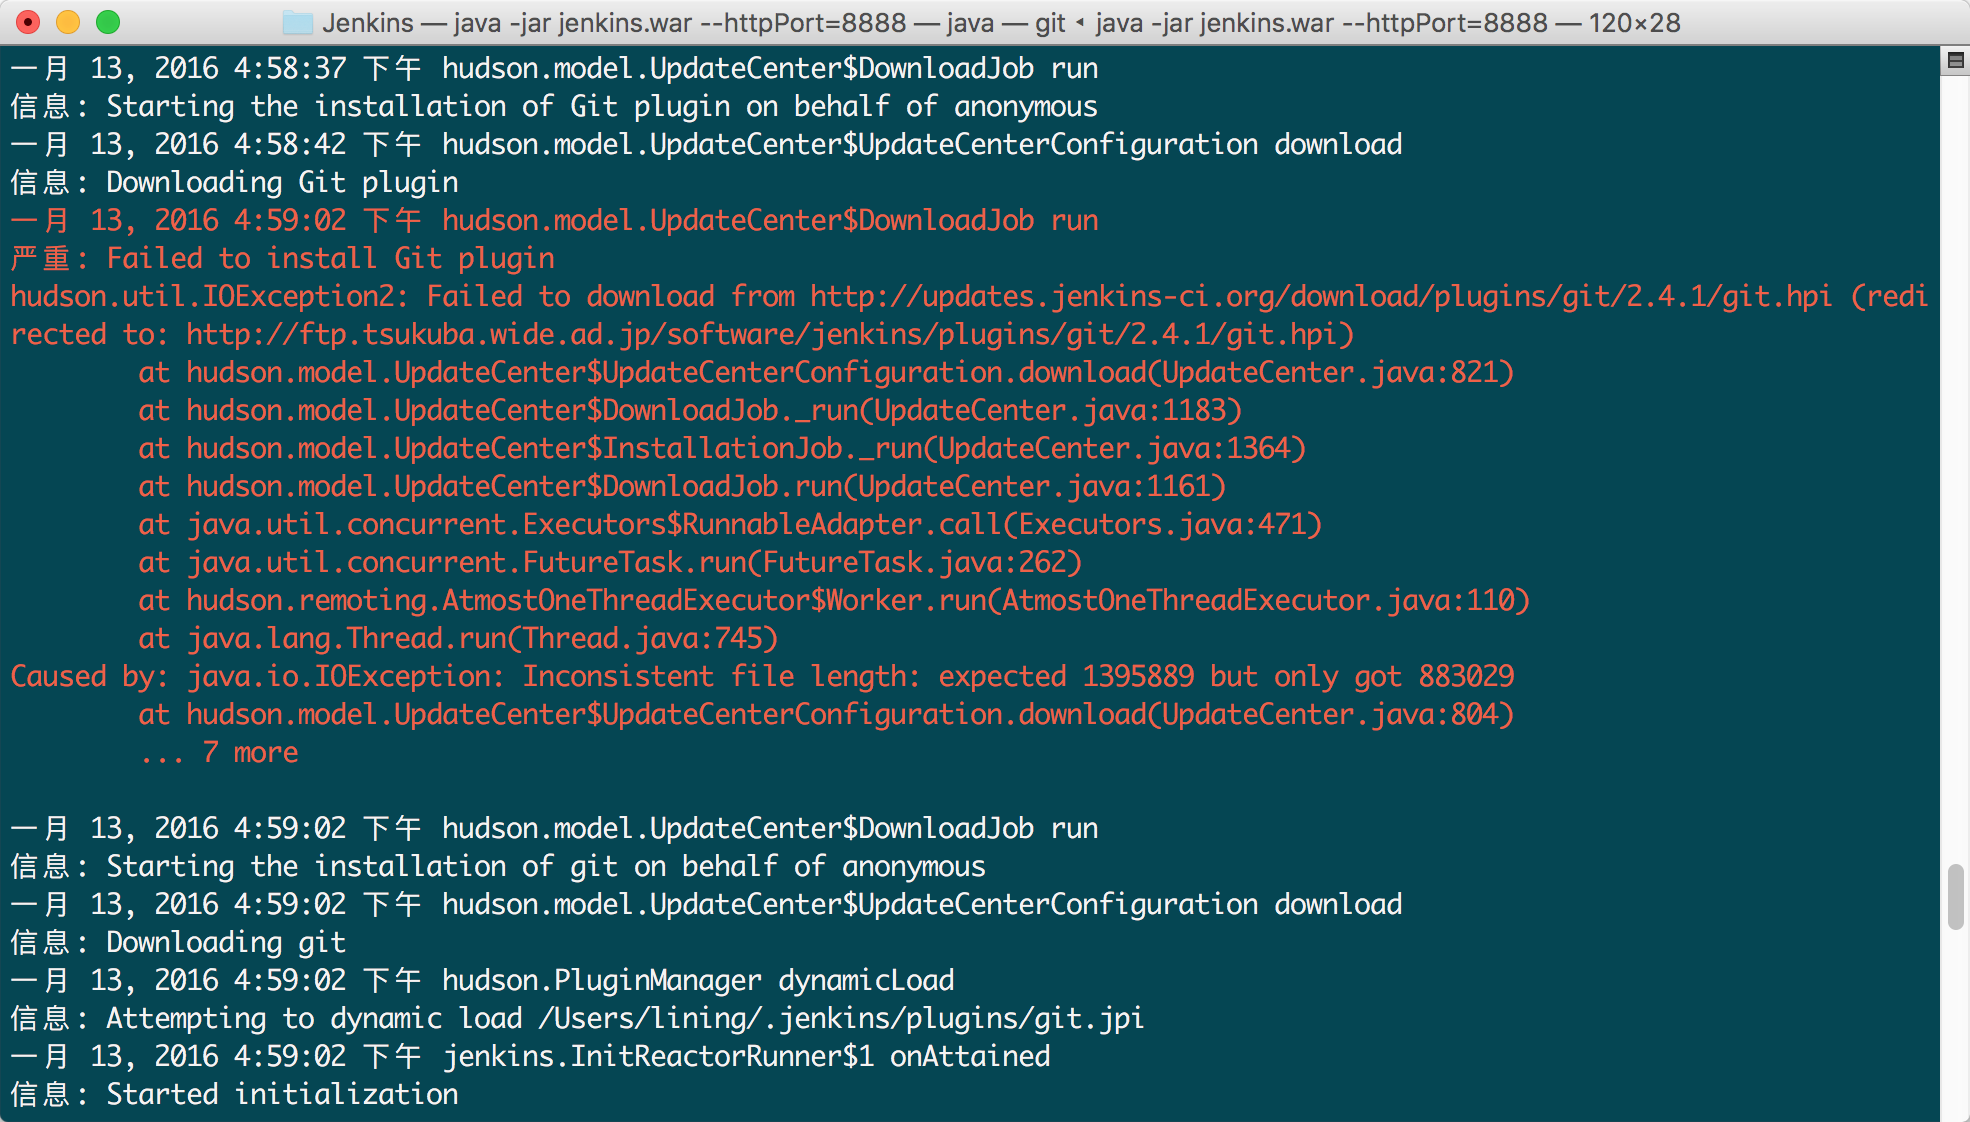 Jenkins — java -jar jenkins.war --httpPort=8888 — java — git ◂ java -jar jenkins.war --httpPort=8888 — 120×28
一月 13, 2016 4:58:37 下午 hudson.model.UpdateCenter$DownloadJob run
信息: Starting the installation of Git plugin on behalf of anonymous
一月 13, 2016 4:58:42 下午 hudson.model.UpdateCenter$UpdateCenterConfiguration download
信息: Downloading Git plugin
一月 13, 2016 4:59:02 下午 hudson.model.UpdateCenter$DownloadJob run
严重: Failed to install Git plugin
hudson.util.IOException2: Failed to download from http://updates.jenkins-ci.org/download/plugins/git/2.4.1/git.hpi (redi
rected to: http://ftp.tsukuba.wide.ad.jp/software/jenkins/plugins/git/2.4.1/git.hpi)
        at hudson.model.UpdateCenter$UpdateCenterConfiguration.download(UpdateCenter.java:821)
        at hudson.model.UpdateCenter$DownloadJob._run(UpdateCenter.java:1183)
        at hudson.model.UpdateCenter$InstallationJob._run(UpdateCenter.java:1364)
        at hudson.model.UpdateCenter$DownloadJob.run(UpdateCenter.java:1161)
        at java.util.concurrent.Executors$RunnableAdapter.call(Executors.java:471)
        at java.util.concurrent.FutureTask.run(FutureTask.java:262)
        at hudson.remoting.AtmostOneThreadExecutor$Worker.run(AtmostOneThreadExecutor.java:110)
        at java.lang.Thread.run(Thread.java:745)
Caused by: java.io.IOException: Inconsistent file length: expected 1395889 but only got 883029
        at hudson.model.UpdateCenter$UpdateCenterConfiguration.download(UpdateCenter.java:804)
        ... 7 more
一月 13, 2016 4:59:02 下午 hudson.model.UpdateCenter$DownloadJob run
信息: Starting the installation of git on behalf of anonymous
一月 13, 2016 4:59:02 下午 hudson.model.UpdateCenter$UpdateCenterConfiguration download
信息: Downloading git
一月 13, 2016 4:59:02 下午 hudson.PluginManager dynamicLoad
信息: Attempting to dynamic load /Users/lining/.jenkins/plugins/git.jpi
一月 13, 2016 4:59:02 下午 jenkins.InitReactorRunner$1 onAttained
信息: Started initialization